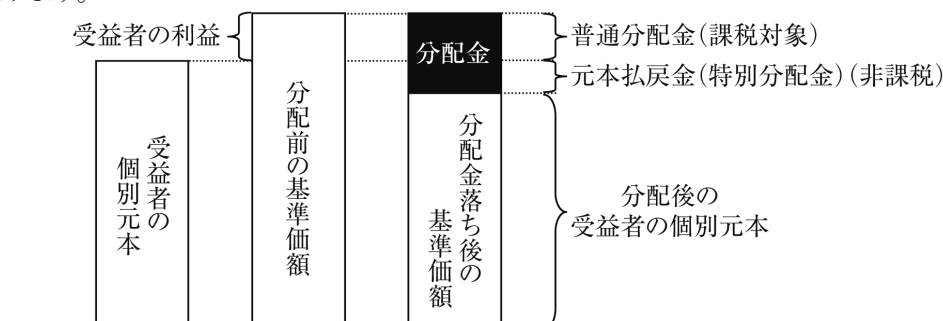 受益者の利益
受益者の
個別元本
分配前の基準価額
分配金
分配金落ち後の
基準価額
普通分配金(課税対象)
元本払戻金(特別分配金)(非課税)
分配後の
受益者の個別元本